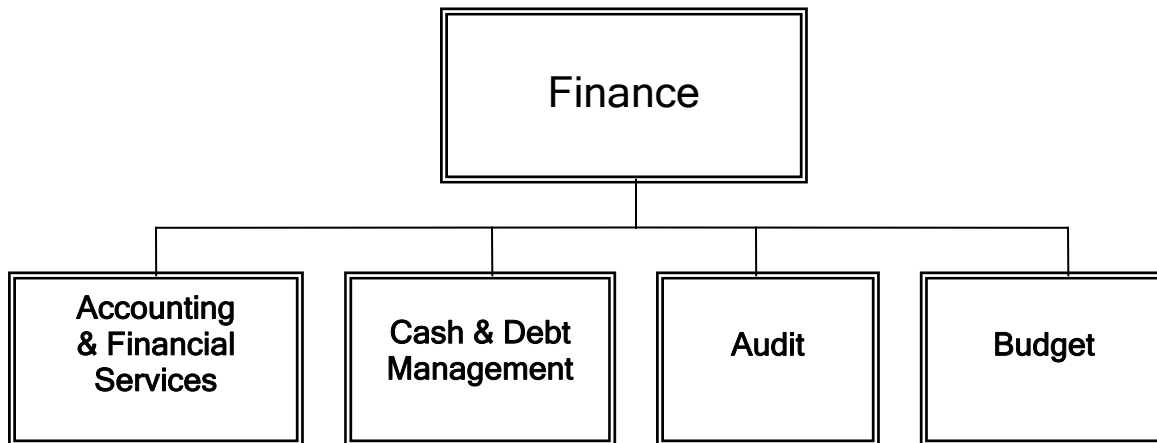 Finance
Accounting
& Financial
Services
Cash & Debt
Management
Audit
Budget